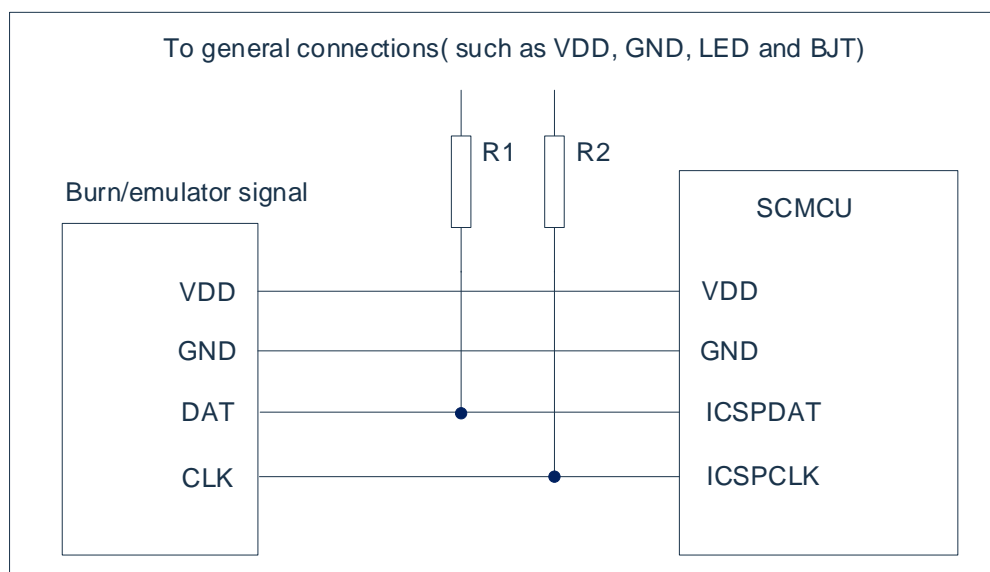 To general connections( such as VDD, GND, LED and BJT)
R1
R2
Burn/emulator signal
SCMCU
VDD
VDD
GND
GND
DAT
ICSPDAT
CLK
ICSPCLK